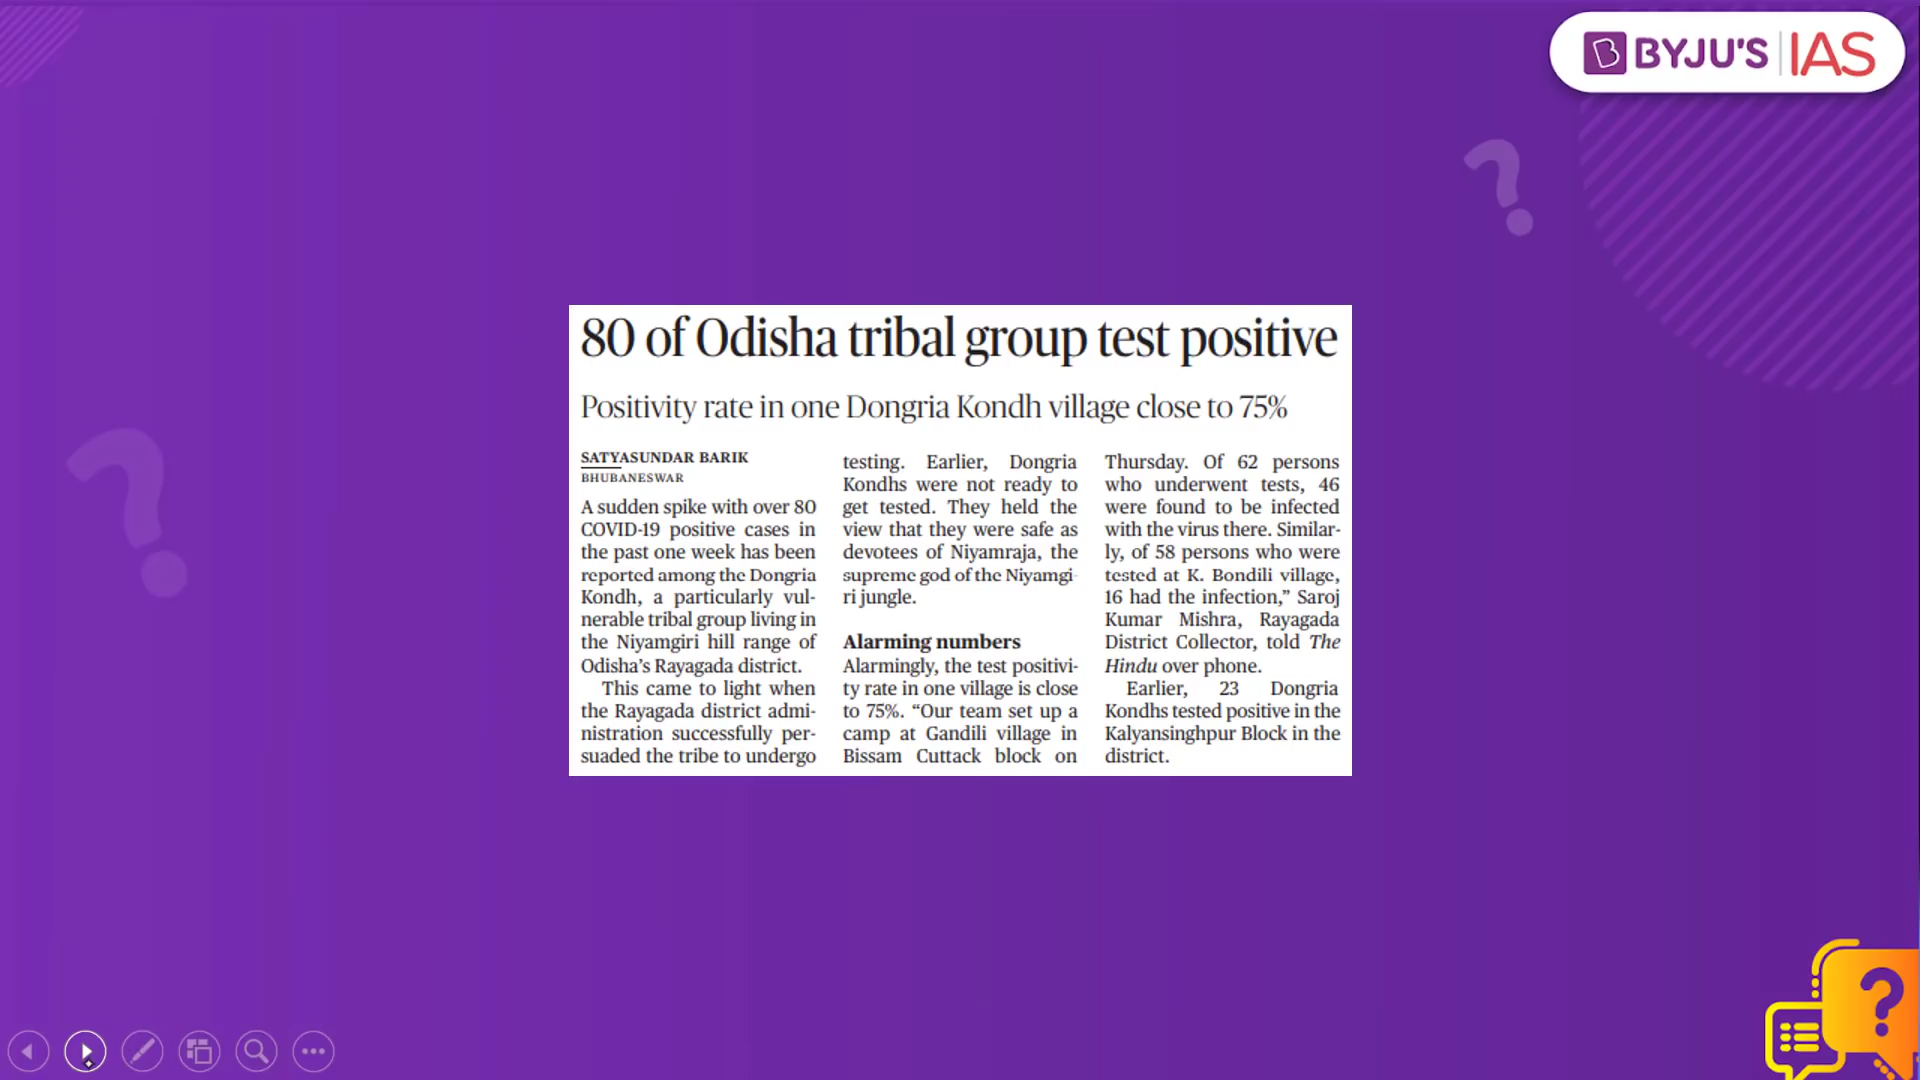 BYJU'S IAS
80 of Odisha tribal group test positive
Positivity rate in one Dongria Kondh village close to 75%
SATYASUNDAR BARIK
BHUBANESWAR
A sudden spike with over 80
COVID-19 positive cases in
the past one week has been
reported among the Dongria
Kondh, a particularly vul-
nerable tribal group living in
the Niyamgiri hill range of
Odisha's Rayagada district.
This came to light when
the Rayagada district admi-
nistration successfully per-
suaded the tribe to undergo
testing. Earlier, Dongria
Kondhs were not ready to
get tested. They held the
view that they were safe as
devotees of Niyamraja, the
supreme god of the Niyamgi-
ri jungle.
Alarming numbers
Alarmingly, the test positivi-
ty rate in one village is close
to 75%. “Our team set up a
camp at Gandili village in
Bissam Cuttack block on
Thursday. Of 62 persons
who underwent tests, 46
were found to be infected
with the virus there. Similar-
ly, of 58 persons who were
tested at K. Bondili village,
16 had the infection,” Saroj
Kumar Mishra, Rayagada
District Collector, told The
Hindu over phone.
Earlier, 23 Dongria
Kondhs tested positive in the
Kalyansinghpur Block in the
district.